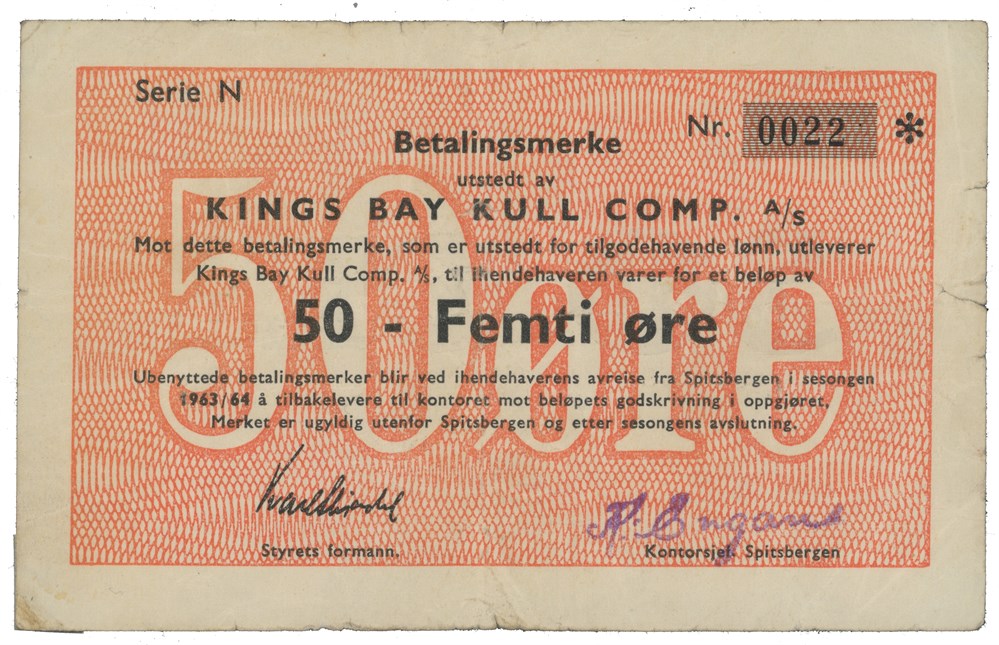 Serie N
Nr. 0022 *
Betalingsmerke
utstedt av
KINGS BAY KULL COMP. A/S
Mot dette betalingsmerke, som er utstedt for tilgodehavende lønn, utleverer
Kings Bay Kull Comp. A/S, til ihendehaveren varer for et beløp av
50 øre
50 - Femti øre
Ubenyttede betalingsmerker blir ved ihendehaverens avreise fra Spitsbergen i sesongen
1963/64 å tilbakelevere til kontoret mot beløpets godskrivning i oppgjøret.
Merket er ugyldig utenfor Spitsbergen og etter sesongens avslutning.
Styrets formann.
Kontorsjef. Spitsbergen